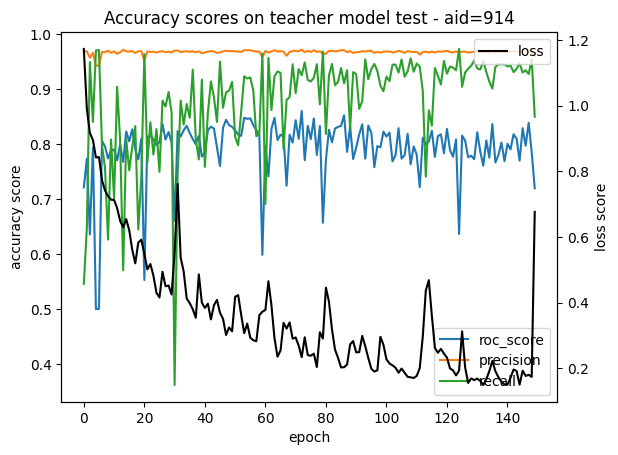 Accuracy scores on teacher model test - aid=914
loss
accuracy score
loss score
1.0
0.9
0.8
0.7
0.6
0.5
0.4
1.2
1.0
0.8
0.6
0.4
0.2
roc_score
precision
recall
0 20 40 60 80 100 120 140
epoch